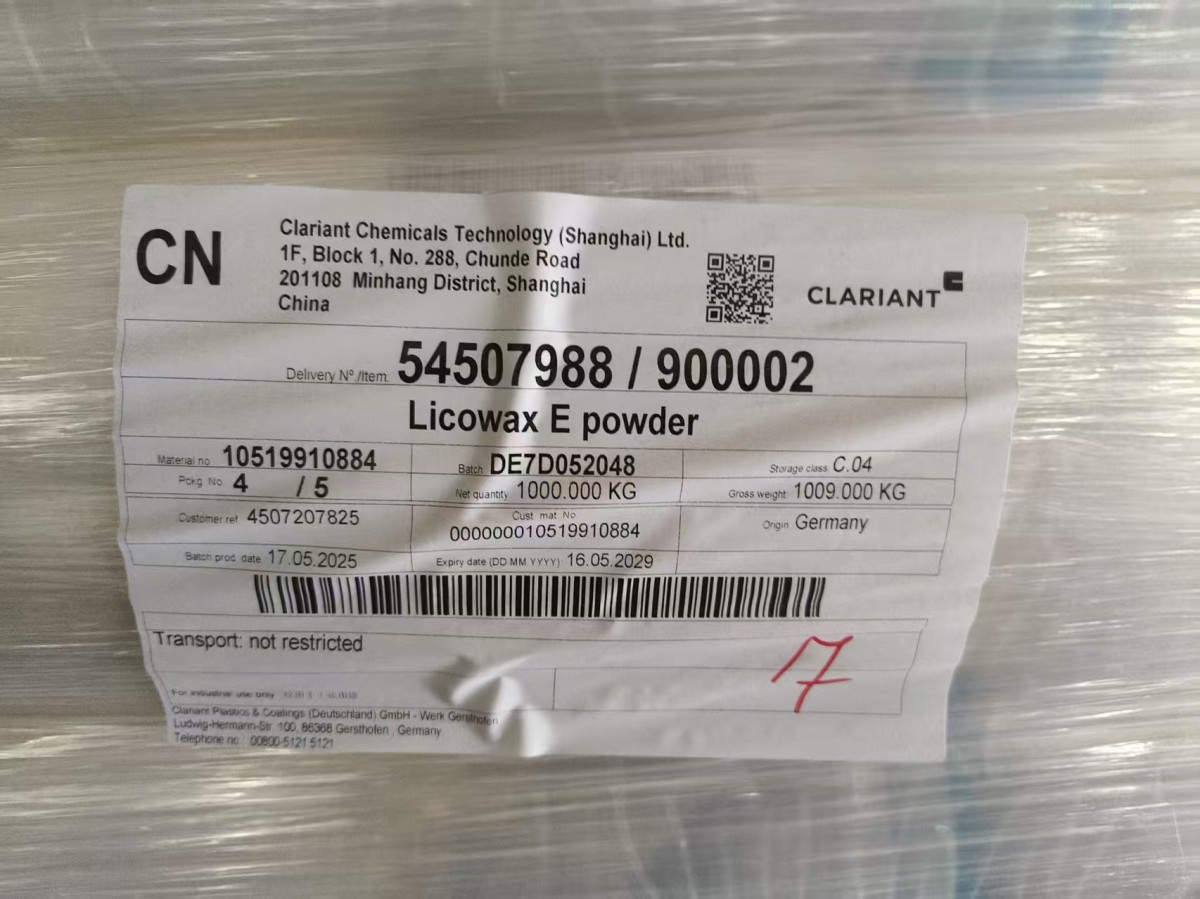 CN
Clariant Chemicals Technology (Shanghai) Ltd.
1F, Block 1, No. 288, Chunde Road
201108 Minhang District, Shanghai
China
CLARIANT
Delivery Nº./Item. 54507988 / 900002
Licowax E powder
Material no 10519910884 Batch DE7D052048 Storage class C.04
Pckg No. 4 / 5 Net quantity 1000.000 KG Gross weight 1009.000 KG
Customer ref 4507207825 Cust mat No 000000010519910884 Origin Germany
Batch prod. date 17.05.2025 Expiry date (DD MM YYYY) 16.05.2029
Transport: not restricted
7
For industrial use only
Clariant Plastics & Coatings (Deutschland) GmbH - Werk Gersthofen
Ludwig-Hermann-Str. 100, 86368 Gersthofen, Germany
Telephone no : 00800-5121 5121